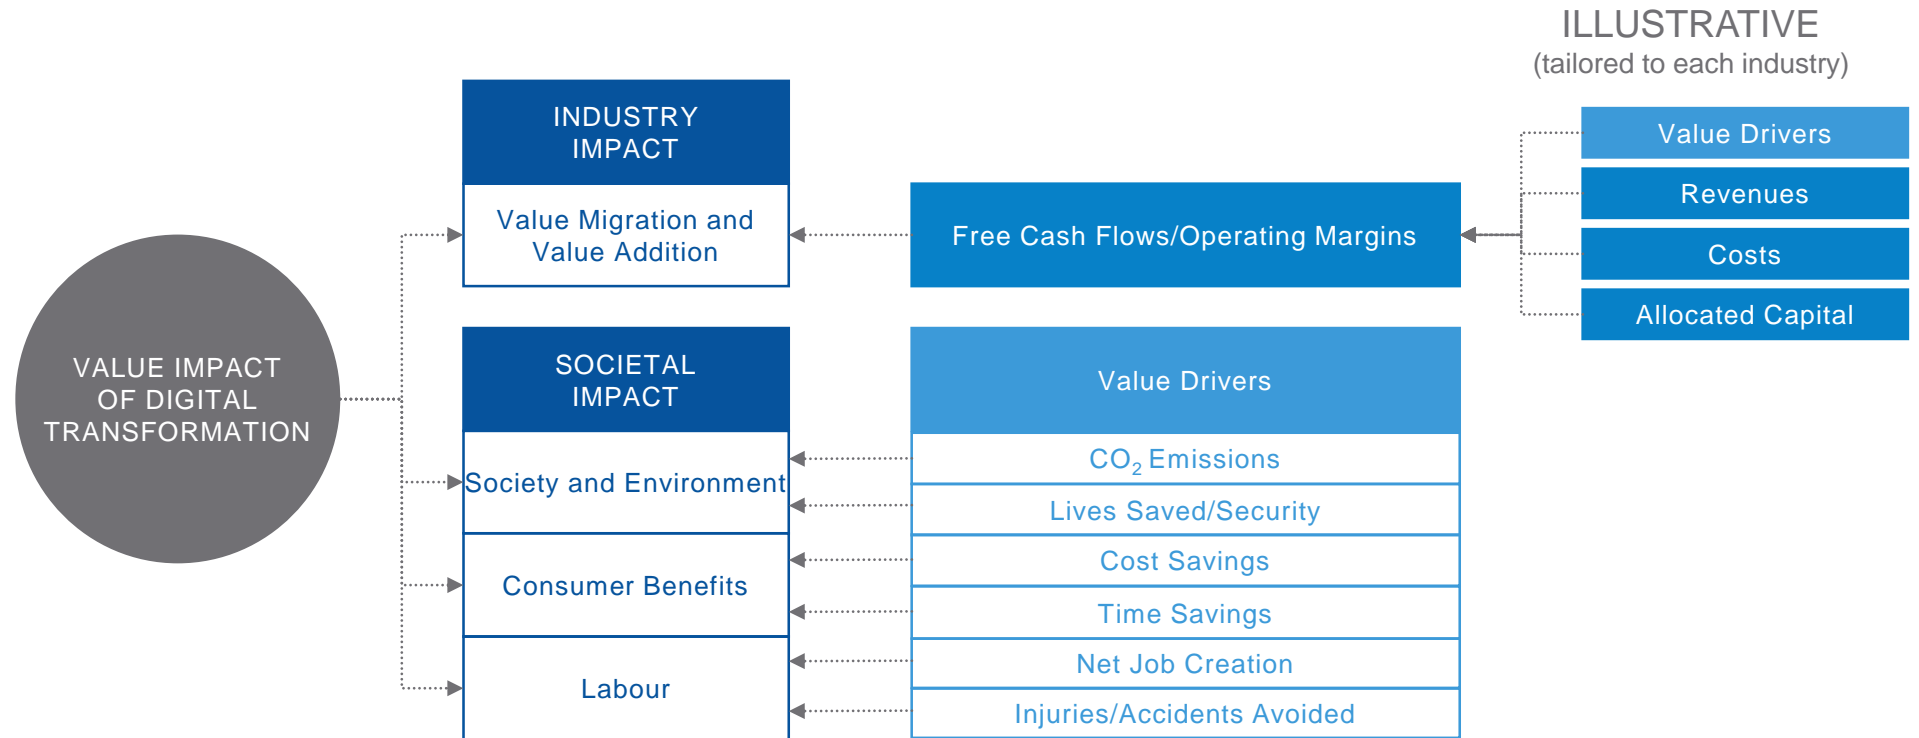 ILLUSTRATIVE
(tailored to each industry)
INDUSTRY
IMPACT
Value Migration and
Value Addition
Free Cash Flows/Operating Margins
Value Drivers
Revenues
Costs
Allocated Capital
VALUE IMPACT
OF DIGITAL
TRANSFORMATION
SOCIETAL
IMPACT
Society and Environment
Consumer Benefits
Labour
Value Drivers
CO₂ Emissions
Lives Saved/Security
Cost Savings
Time Savings
Net Job Creation
Injuries/Accidents Avoided